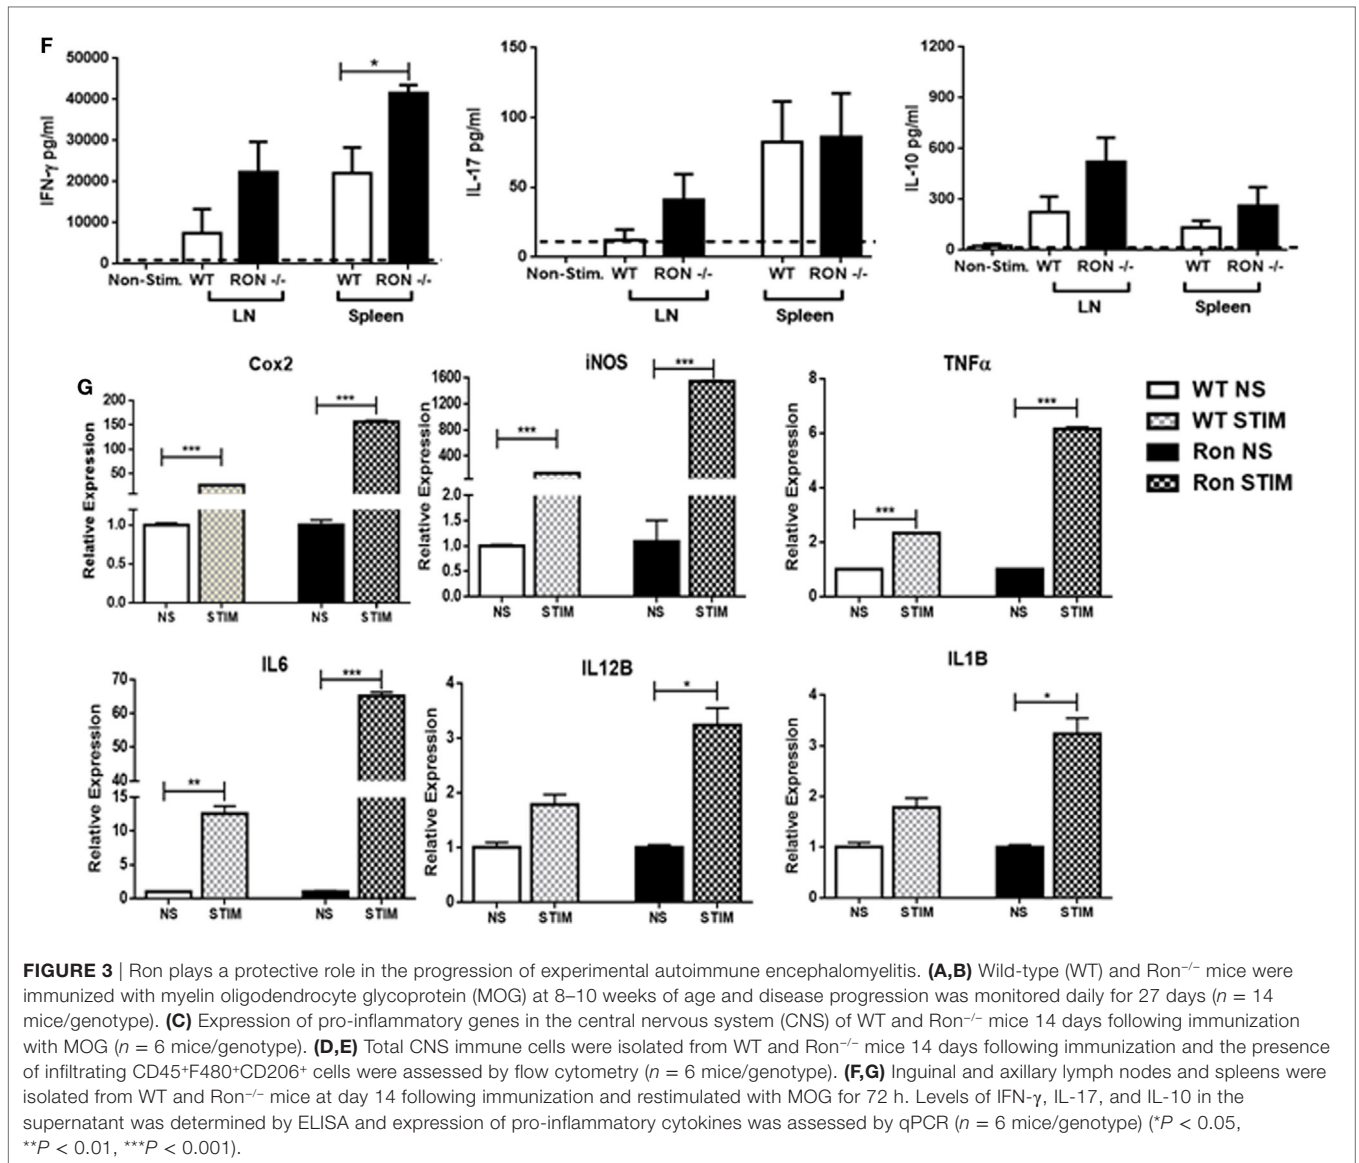 F
50000
40000
30000
20000
10000
0
IFN-γ pg/ml
*
Non-Stim. WT RON -/- WT RON -/-
LN Spleen
150
100
50
0
IL-17 pg/ml
Non-Stim. WT RON -/- WT RON -/-
LN Spleen
1200
900
600
300
0
IL-10 pg/ml
Non-Stim. WT RON -/- WT RON -/-
LN Spleen
G
Cox2
200
150
100
50
1.0
0.5
0.0
Relative Expression
*** ***
NS STIM NS STIM
iNOS
1600
1200
800
400
2.0
1.5
1.0
0.5
0.0
Relative Expression
*** ***
NS STIM NS STIM
TNFα
8
6
4
2
0
Relative Expression
*** ***
NS STIM NS STIM
WT NS
WT STIM
Ron NS
Ron STIM
IL6
70
60
50
40
15
10
5
0
Relative Expression
** ***
NS STIM NS STIM
IL12B
4
3
2
1
0
Relative Expression
*
NS STIM NS STIM
IL1B
4
3
2
1
0
Relative Expression
*
NS STIM NS STIM
FIGURE 3 | Ron plays a protective role in the progression of experimental autoimmune encephalomyelitis. (A,B) Wild-type (WT) and Ron⁻/⁻ mice were
immunized with myelin oligodendrocyte glycoprotein (MOG) at 8–10 weeks of age and disease progression was monitored daily for 27 days (n = 14
mice/genotype). (C) Expression of pro-inflammatory genes in the central nervous system (CNS) of WT and Ron⁻/⁻ mice 14 days following immunization
with MOG (n = 6 mice/genotype). (D,E) Total CNS immune cells were isolated from WT and Ron⁻/⁻ mice 14 days following immunization and the presence
of infiltrating CD45⁺F480⁺CD206⁺ cells were assessed by flow cytometry (n = 6 mice/genotype). (F,G) Inguinal and axillary lymph nodes and spleens were
isolated from WT and Ron⁻/⁻ mice at day 14 following immunization and restimulated with MOG for 72 h. Levels of IFN-γ, IL-17, and IL-10 in the
supernatant was determined by ELISA and expression of pro-inflammatory cytokines was assessed by qPCR (n = 6 mice/genotype) (*P < 0.05,
**P < 0.01, ***P < 0.001).